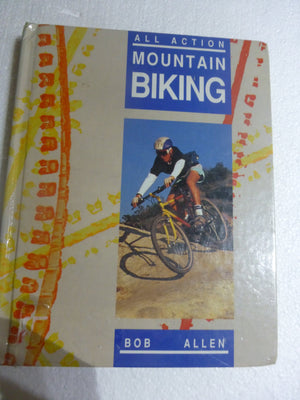 ALL ACTION
MOUNTAIN
BIKING
BOB ALLEN